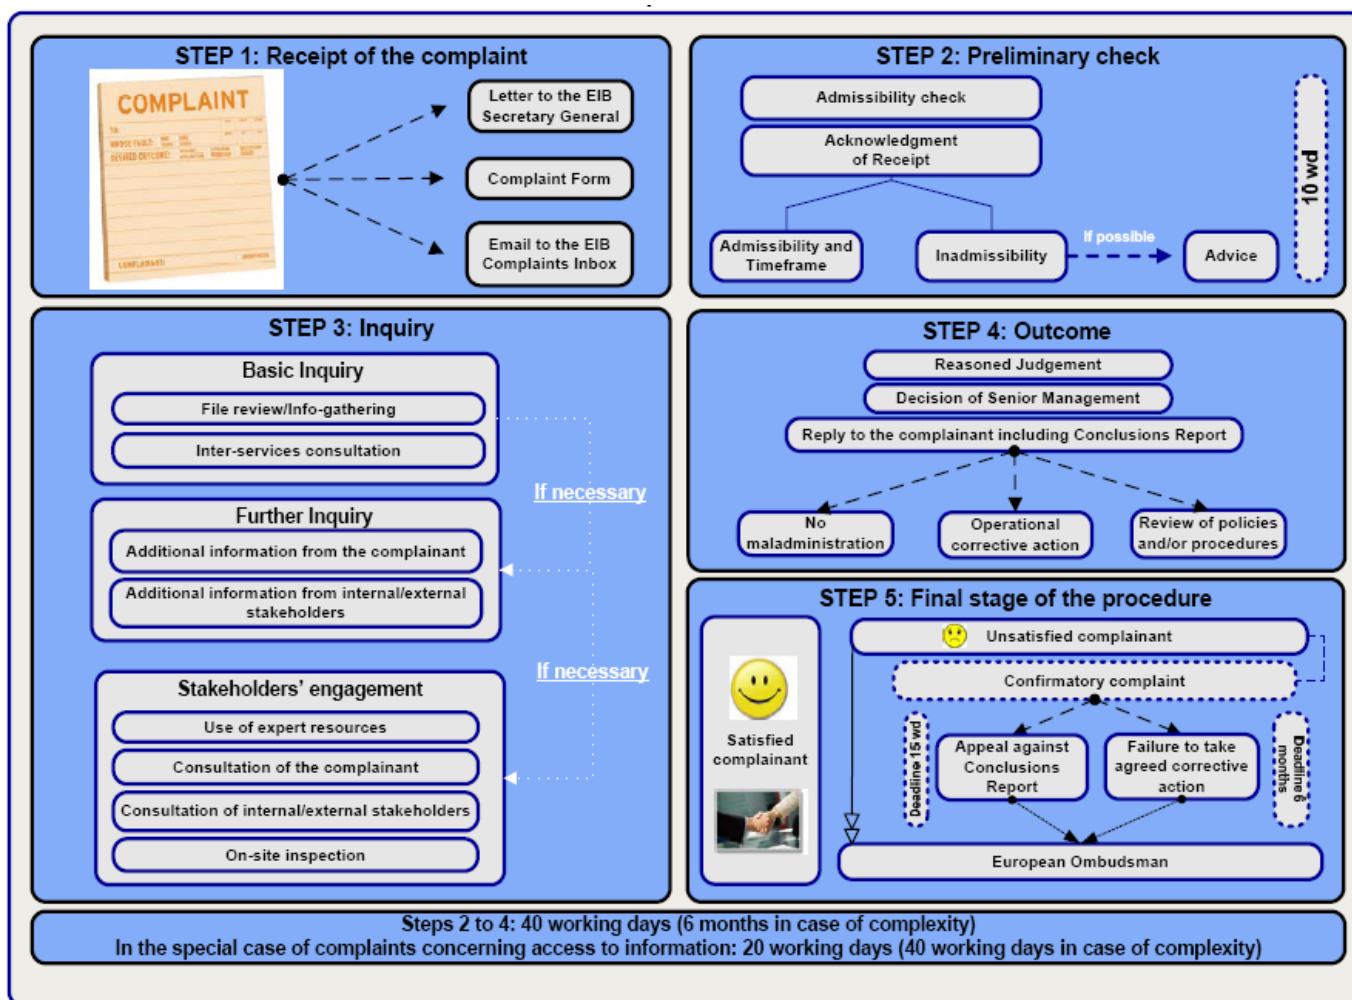 STEP 1: Receipt of the complaint
COMPLAINT
TO:
WHOSE FAULT:
DESIRED OUTCOME:
COMPLAINANT:
Letter to the EIB
Secretary General
Complaint Form
Email to the EIB
Complaints Inbox
STEP 2: Preliminary check
Admissibility check
Acknowledgment
of Receipt
Admissibility and
Timeframe
Inadmissibility
If possible
Advice
10 wd
STEP 3: Inquiry
Basic Inquiry
File review/Info-gathering
Inter-services consultation
If necessary
Further Inquiry
Additional information from the complainant
Additional information from internal/external
stakeholders
If necessary
Stakeholders' engagement
Use of expert resources
Consultation of the complainant
Consultation of internal/external stakeholders
On-site inspection
STEP 4: Outcome
Reasoned Judgement
Decision of Senior Management
Reply to the complainant including Conclusions Report
No
maladministration
Operational
corrective action
Review of policies
and/or procedures
STEP 5: Final stage of the procedure
Satisfied
complainant
Unsatisfied complainant
Confirmatory complaint
Deadline 15 wd
Appeal against
Conclusions
Report
Failure to take
agreed corrective
action
Deadline 6
months
European Ombudsman
Steps 2 to 4: 40 working days (6 months in case of complexity)
In the special case of complaints concerning access to information: 20 working days (40 working days in case of complexity)